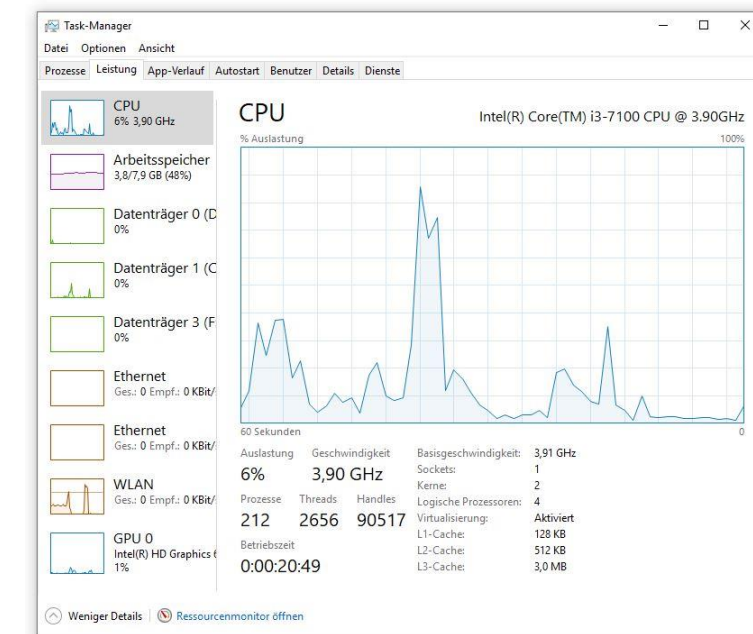 Task-Manager
Datei Optionen Ansicht
Prozesse Leistung App-Verlauf Autostart Benutzer Details Dienste
CPU
6% 3,90 GHz
Arbeitsspeicher
3,8/7,9 GB (48%)
Datenträger 0 (D
0%
Datenträger 1 (C
0%
Datenträger 3 (F
0%
Ethernet
Ges.: 0 Empf.: 0 KBit/
Ethernet
Ges.: 0 Empf.: 0 KBit/
WLAN
Ges.: 0 Empf.: 0 KBit/
GPU 0
Intel(R) HD Graphics 6
1%
CPU
Intel(R) Core(TM) i3-7100 CPU @ 3.90GHz
% Auslastung 100%
60 Sekunden 0
Auslastung Geschwindigkeit
6% 3,90 GHz
Prozesse Threads Handles
212 2656 90517
Betriebszeit
0:00:20:49
Basisgeschwindigkeit: 3,91 GHz
Sockets: 1
Kerne: 2
Logische Prozessoren: 4
Virtualisierung: Aktiviert
L1-Cache: 128 KB
L2-Cache: 512 KB
L3-Cache: 3,0 MB
Weniger Details Ressourcenmonitor öffnen